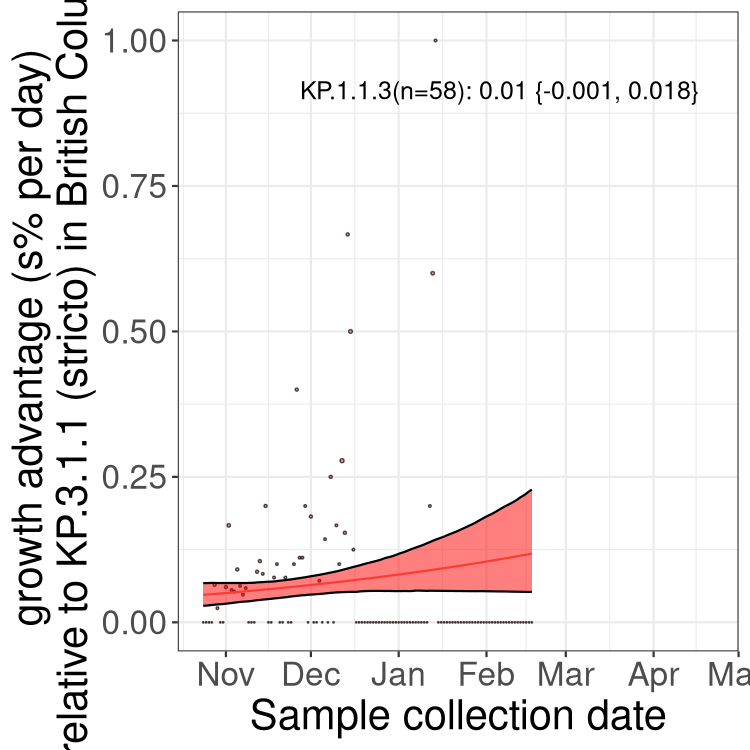 growth advantage (s% per day)
relative to KP.3.1.1 (stricto) in British Colu
1.00
0.75
0.50
0.25
0.00
KP.1.1.3(n=58): 0.01 {-0.001, 0.018}
Nov Dec Jan Feb Mar Apr Ma
Sample collection date